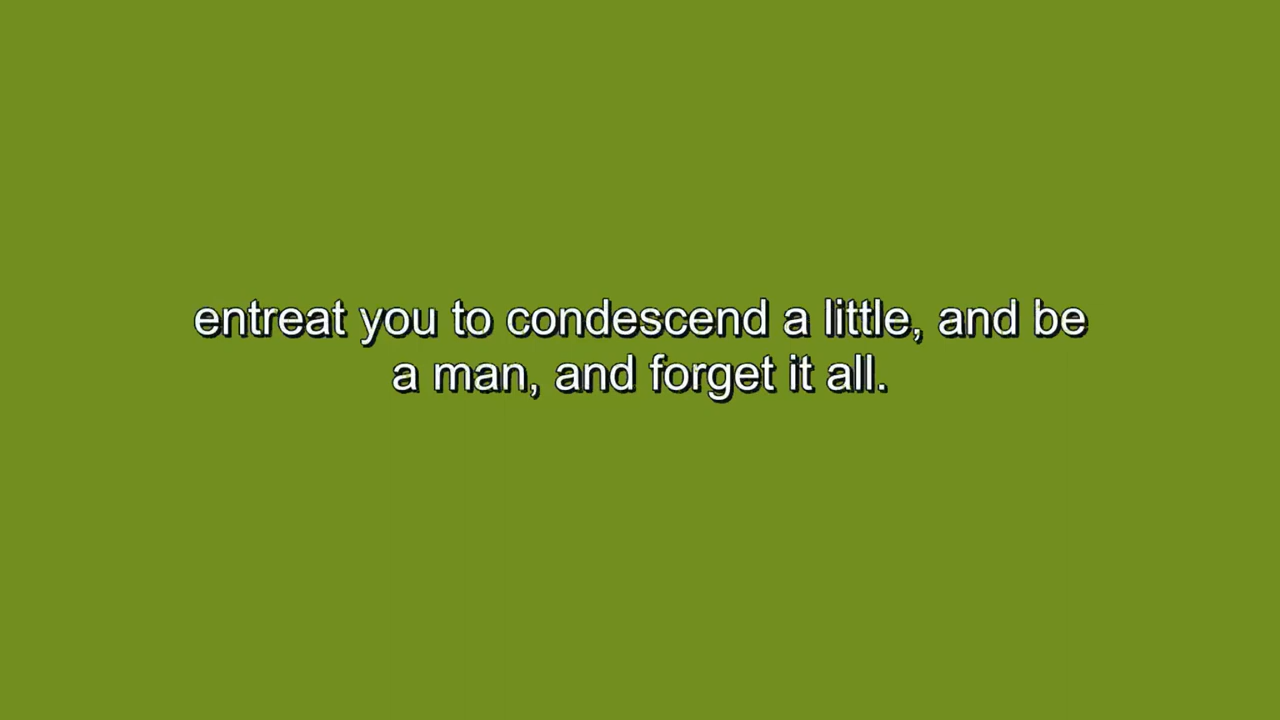 entreat you to condescend a little, and be
a man, and forget it all.